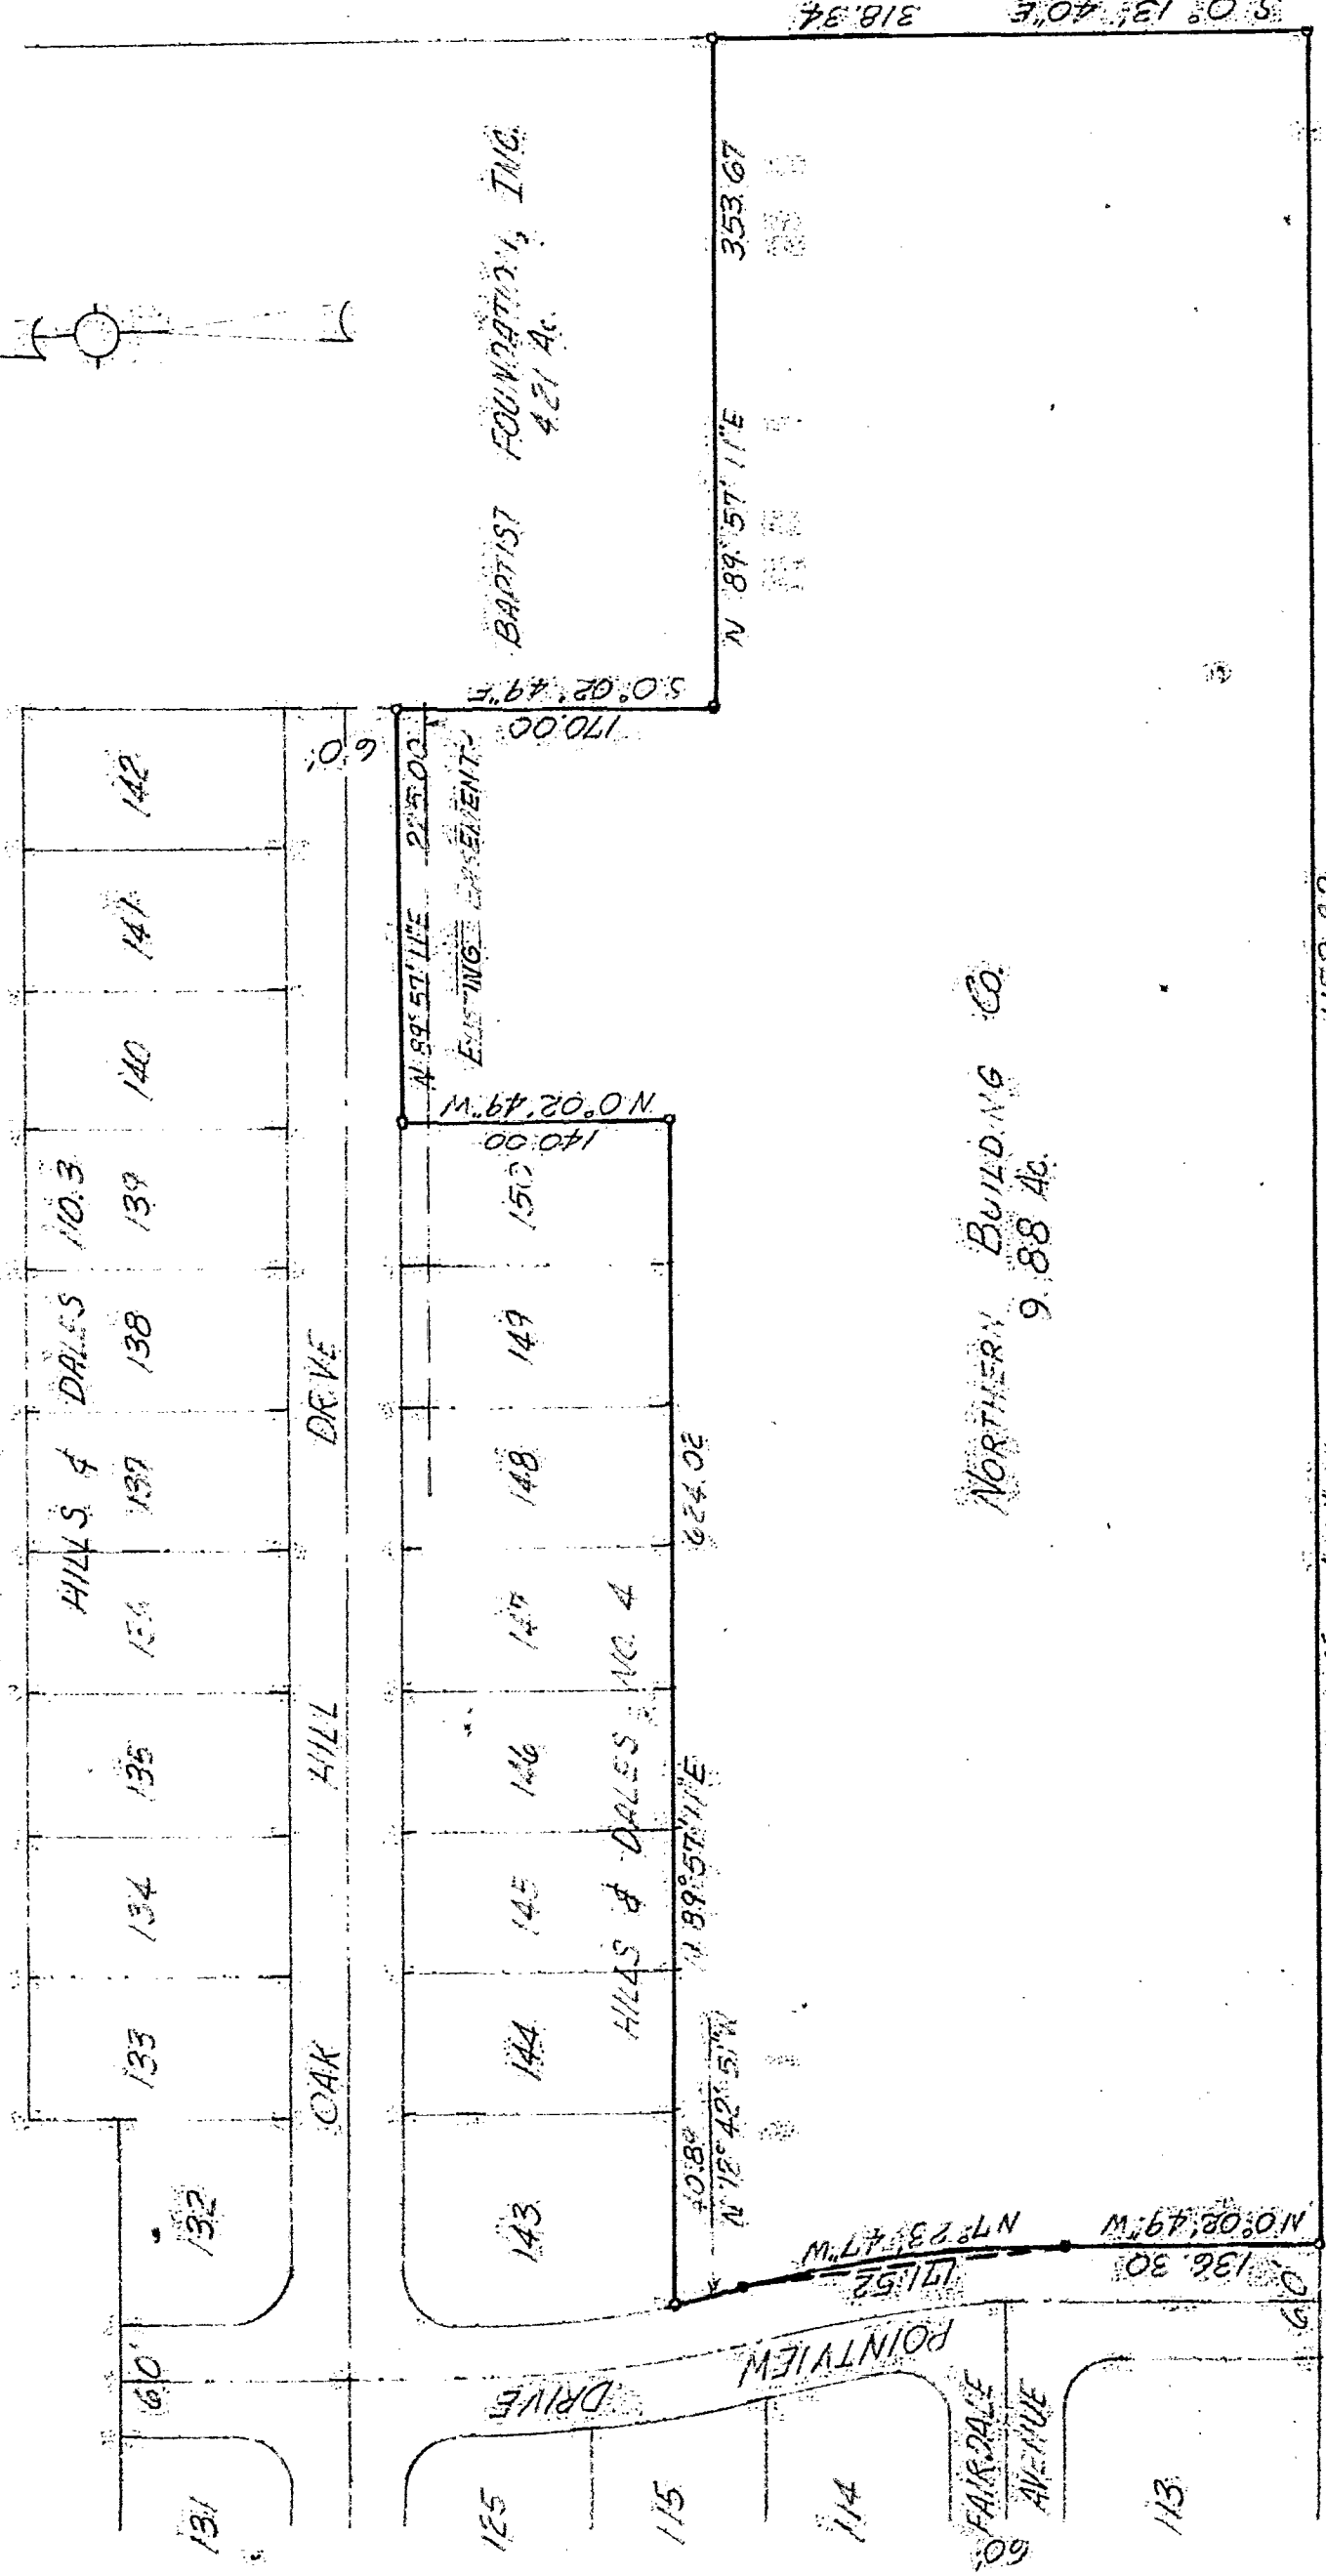 HILLS & DALES NO. 3
132
133
134
135
137
138
139
140
141
142
131
60'
OAK HILL DRIVE
60'
N 89° 57' 11" E 225.00
EXISTING EASEMENT
143
144
145
146
147
148
149
150
HILLS & DALES NO. 4
N 0° 02' 49" W
140.00
S 0° 02' 49" E
170.00
BAPTIST FOUNDATION, INC.
4.21 Ac.
N 89° 57' 11" E 353.67
S 0° 13' 40" E 318.34
N 89° 57' 11" E 624.02
40.89
N 12° 42' 51" W
N 7° 23' 47" W
171.52
N 0° 02' 49" W
136.30
60'
NORTHERN BUILDING CO.
9.88 Ac.
POINTVIEW DRIVE
125
115
114
60'
FAIRDALE
AVENUE
113